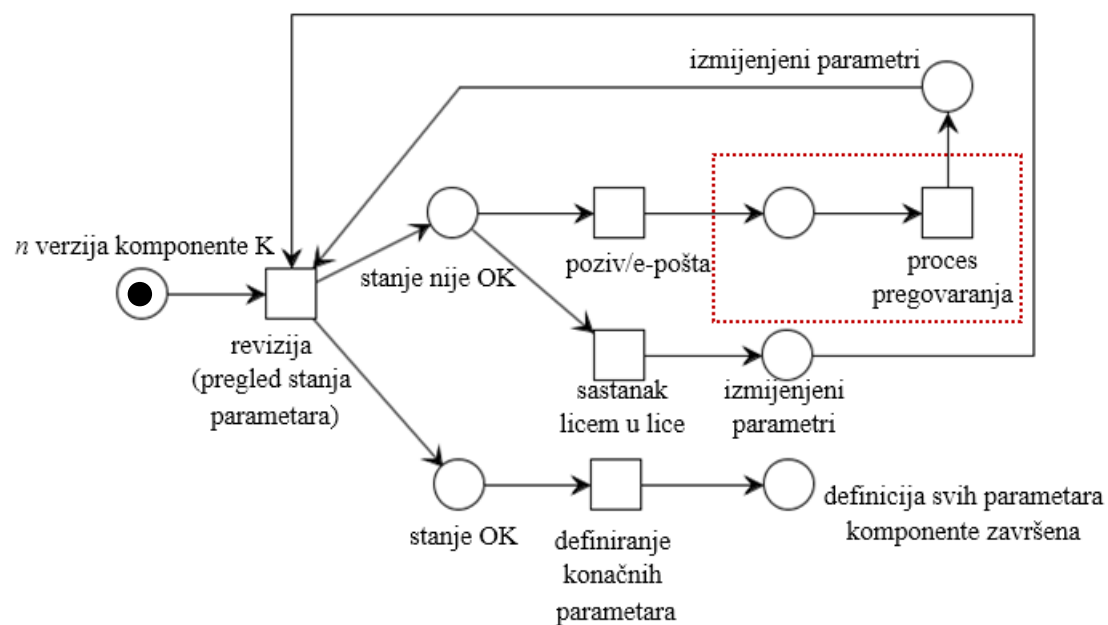 izmijenjeni parametri
n verzija komponente K
stanje nije OK
poziv/e-pošta
proces
pregovaranja
revizija
(pregled stanja
parametara)
sastanak
licem u lice
izmijenjeni
parametri
stanje OK
definiranje
konačnih
parametara
definicija svih parametara
komponente završena